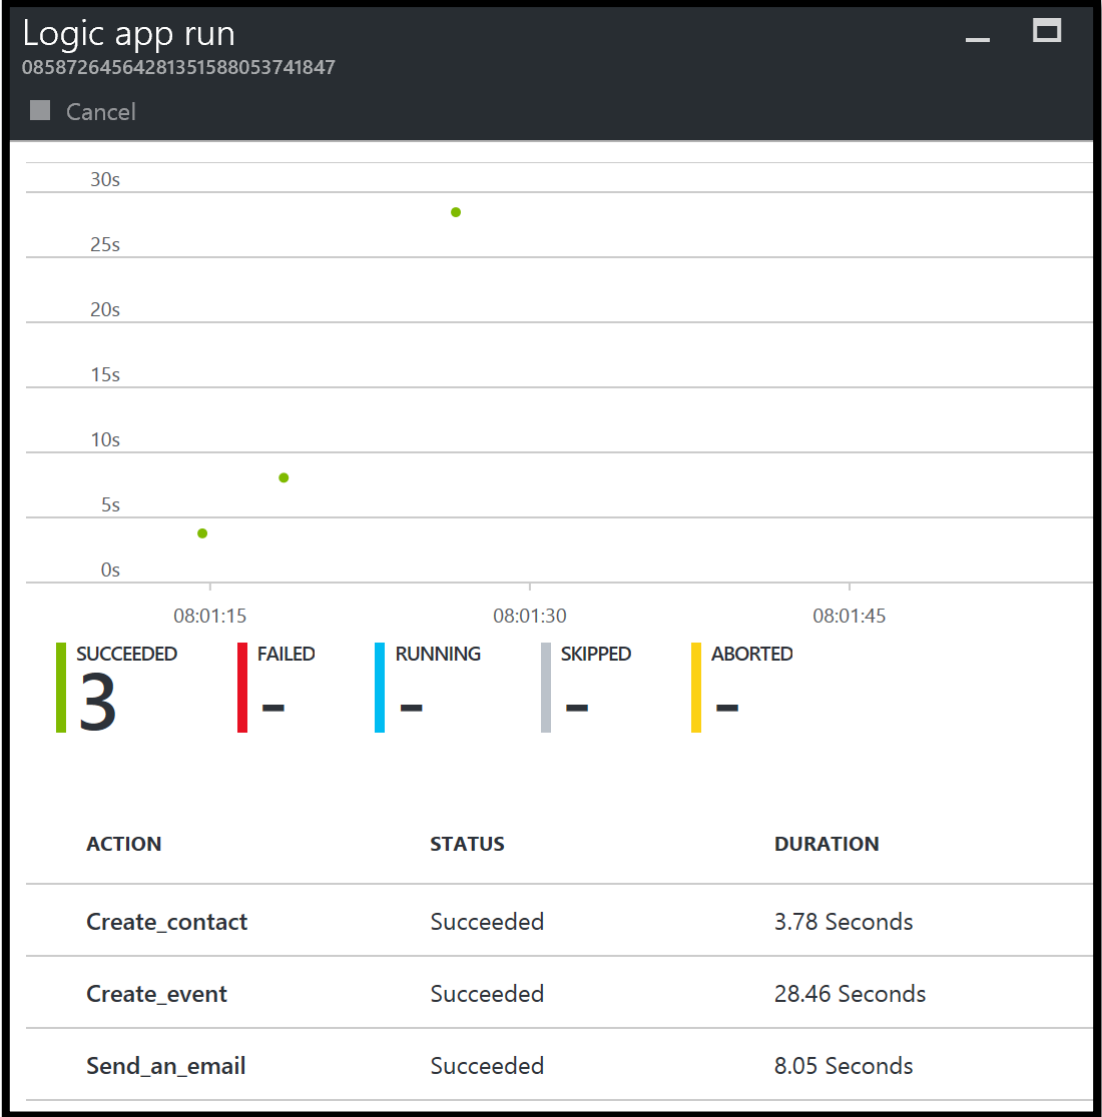 Logic app run
08587264564281351588053741847
Cancel
30s
25s
20s
15s
10s
5s
0s
08:01:15 08:01:30 08:01:45
SUCCEEDED FAILED RUNNING SKIPPED ABORTED
3 - - - -
ACTION STATUS DURATION
Create_contact Succeeded 3.78 Seconds
Create_event Succeeded 28.46 Seconds
Send_an_email Succeeded 8.05 Seconds